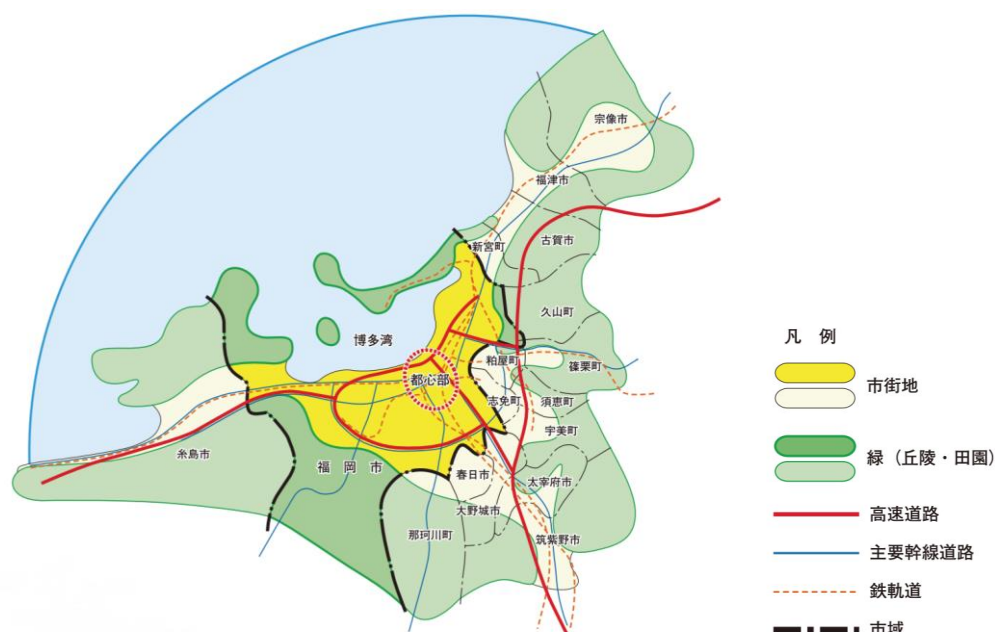 宗像市
福津市
新宮町
古賀市
久山町
博多湾
粕屋町
篠栗町
都心部
志免町
須恵町
宇美町
糸島市
福岡市
春日市
太宰府市
大野城市
那珂川町
筑紫野市
凡 例
市街地
緑（丘陵・田園）
高速道路
主要幹線道路
鉄軌道
市域